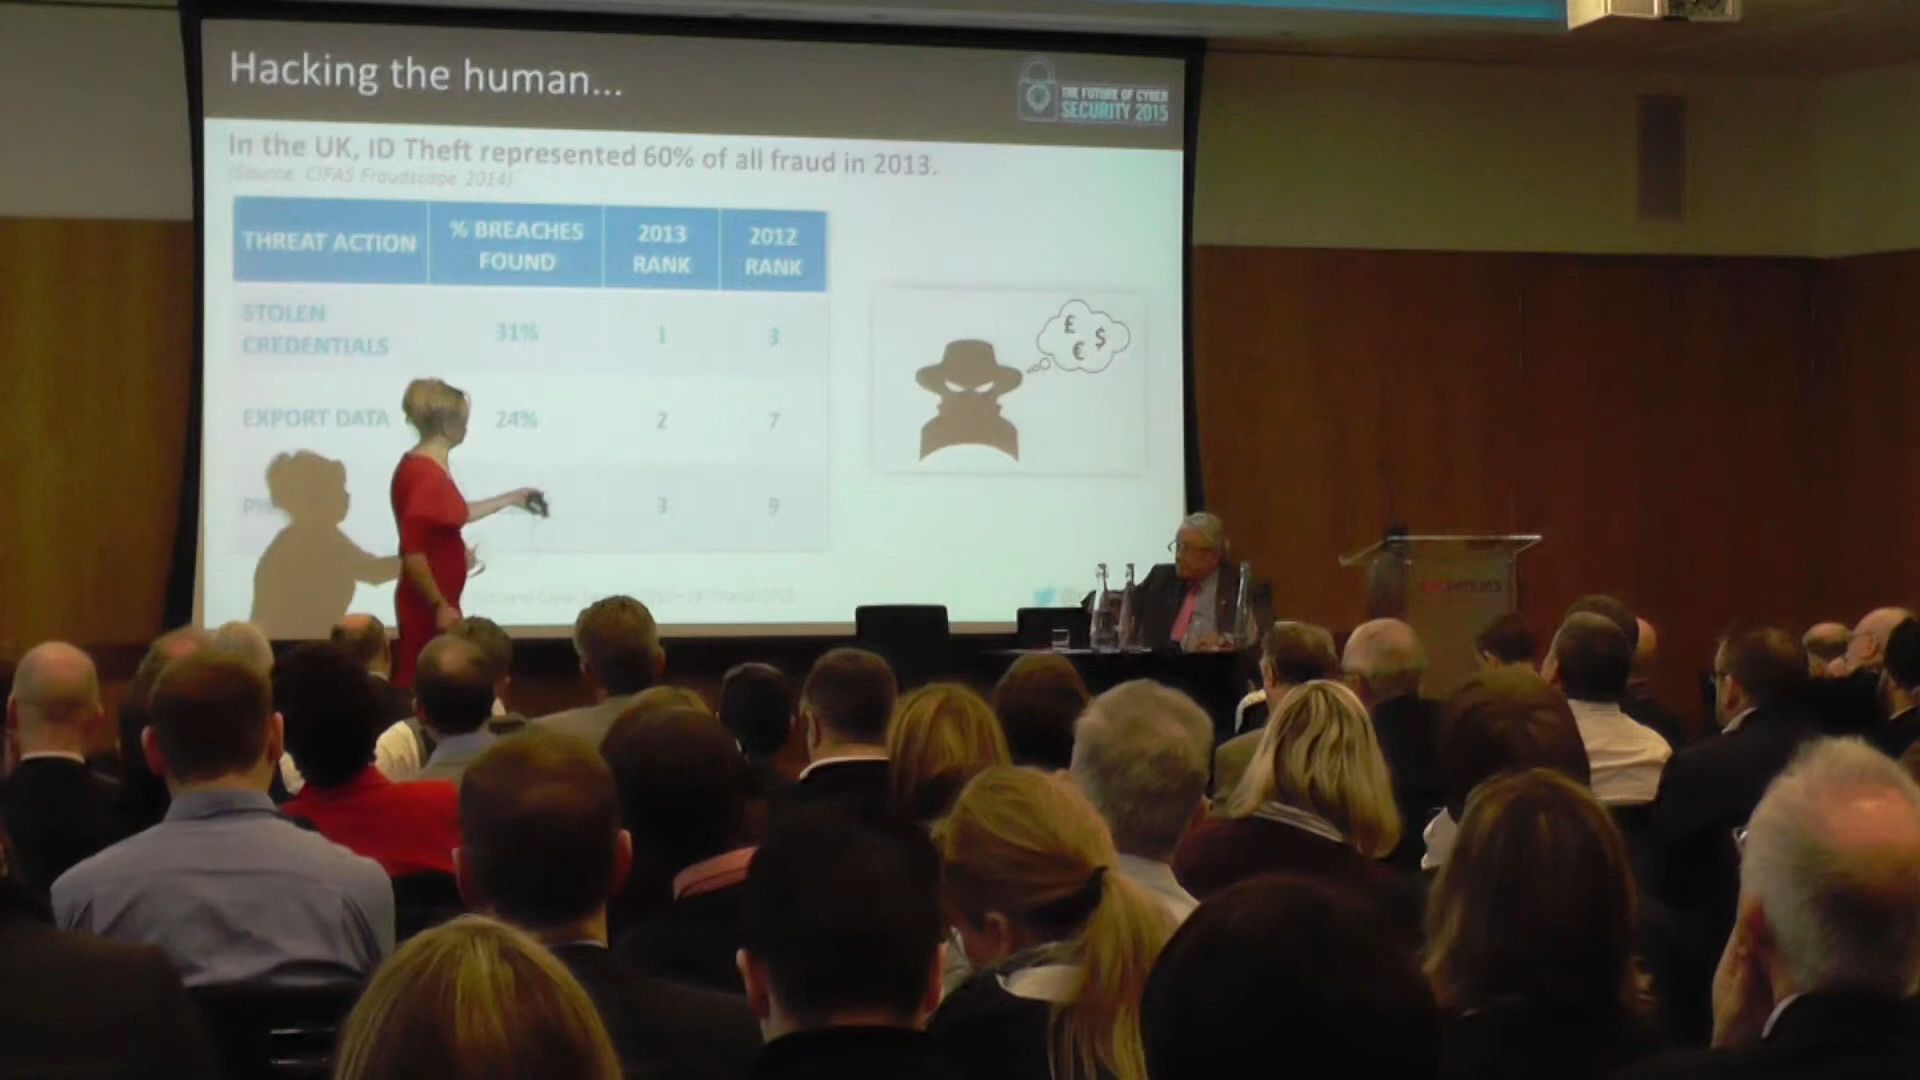 Hacking the human...
THE FUTURE OF CYBER
SECURITY 2015
In the UK, ID Theft represented 60% of all fraud in 2013.
(Source: CIFAS Fraudscape 2014)
THREAT ACTION
% BREACHES FOUND
2013 RANK
2012 RANK
STOLEN CREDENTIALS
31%
1
3
EXPORT DATA
24%
2
7
3
9
£
$
€
venues